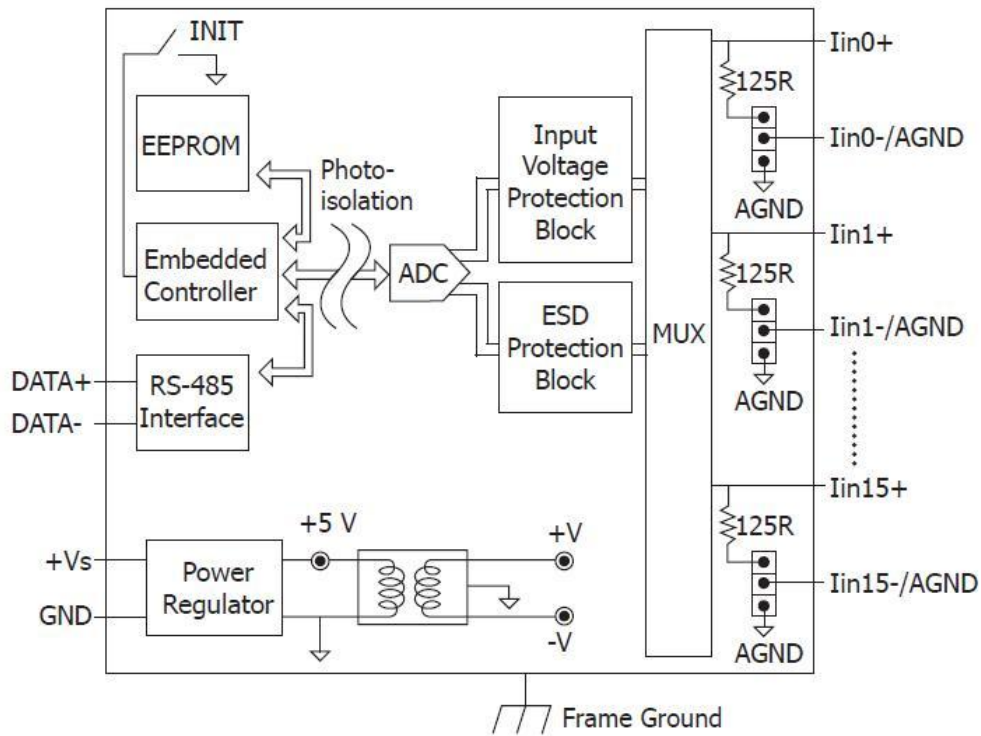 INIT
EEPROM
Photo-
isolation
Embedded
Controller
ADC
RS-485
Interface
DATA+
DATA-
Input
Voltage
Protection
Block
ESD
Protection
Block
MUX
Iin0+
125R
Iin0-/AGND
AGND
Iin1+
125R
Iin1-/AGND
AGND
Iin15+
125R
Iin15-/AGND
AGND
+Vs
GND
Power
Regulator
+5 V
+V
-V
Frame Ground